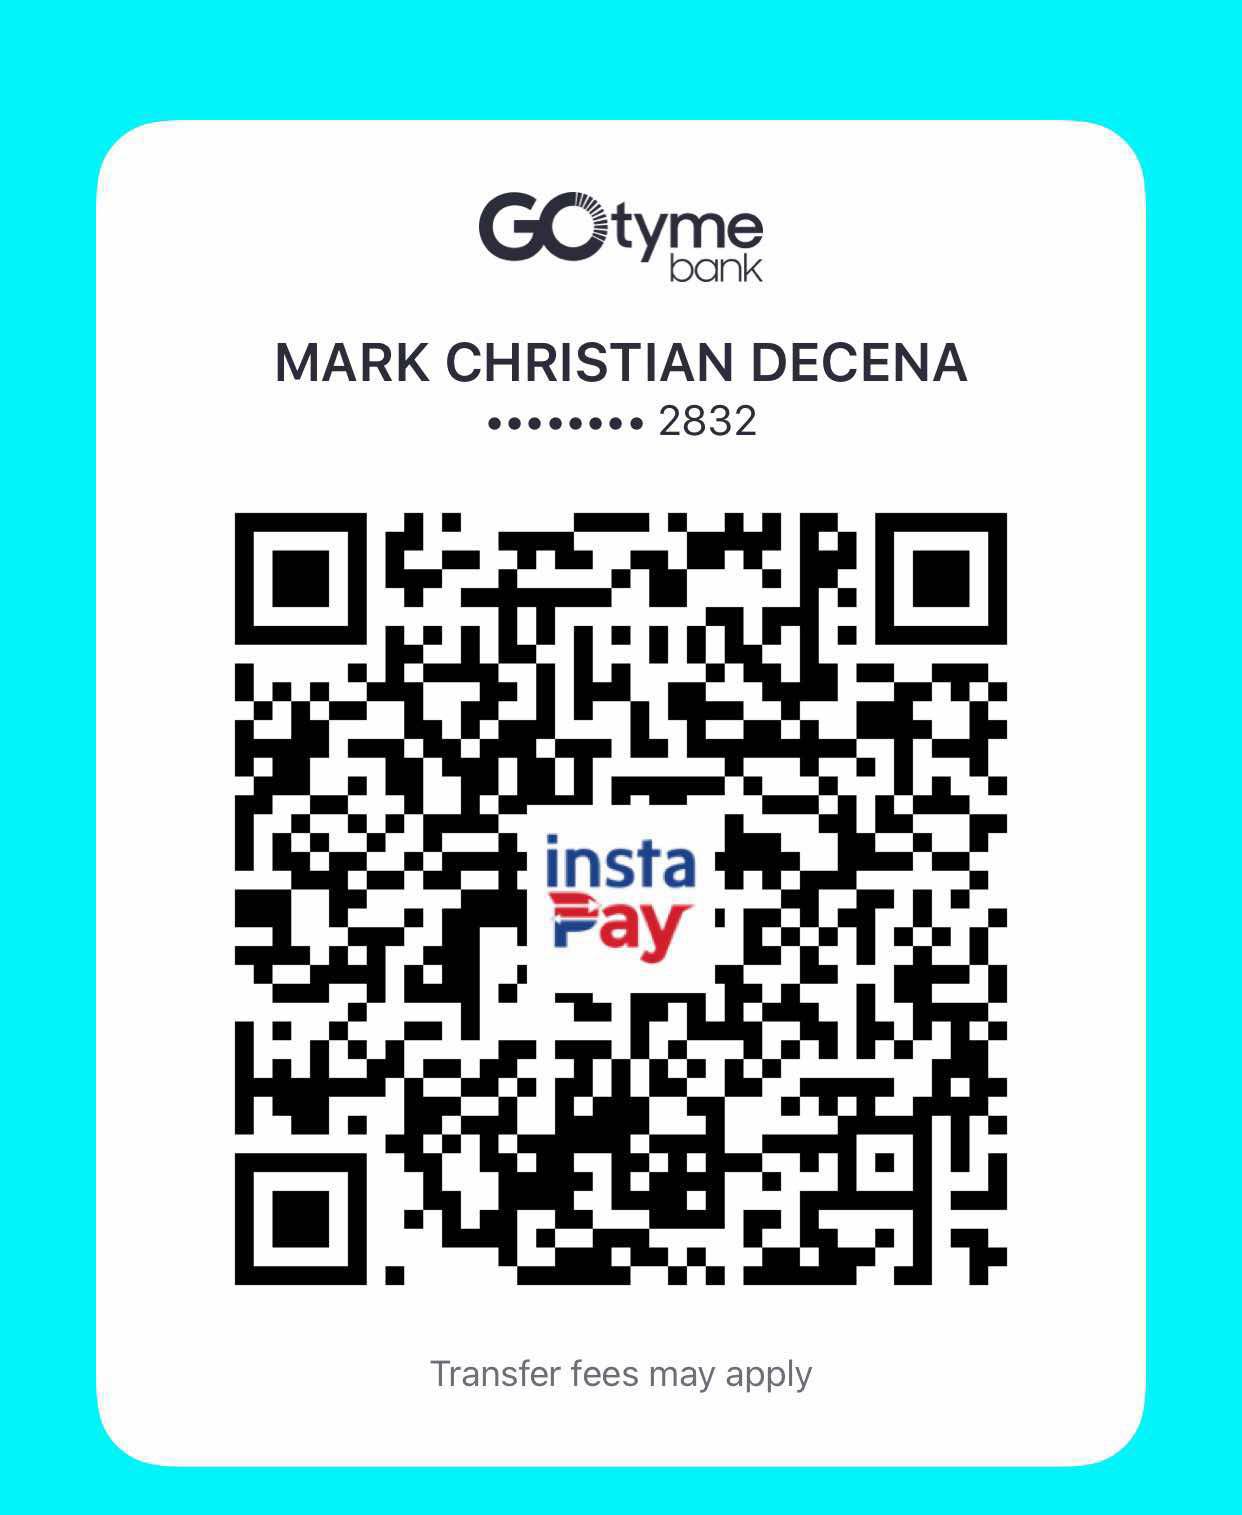 GOtyme
bank
MARK CHRISTIAN DECENA
•••••••• 2832
insta
Pay
Transfer fees may apply